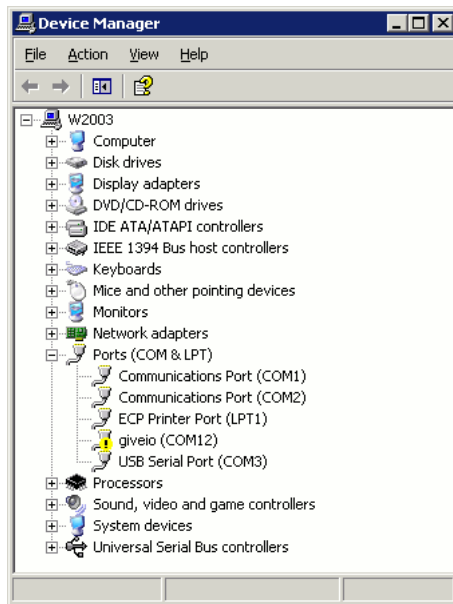 Device Manager
File Action View Help
W2003
Computer
Disk drives
Display adapters
DVD/CD-ROM drives
IDE ATA/ATAPI controllers
IEEE 1394 Bus host controllers
Keyboards
Mice and other pointing devices
Monitors
Network adapters
Ports (COM & LPT)
Communications Port (COM1)
Communications Port (COM2)
ECP Printer Port (LPT1)
giveio (COM12)
USB Serial Port (COM3)
Processors
Sound, video and game controllers
System devices
Universal Serial Bus controllers